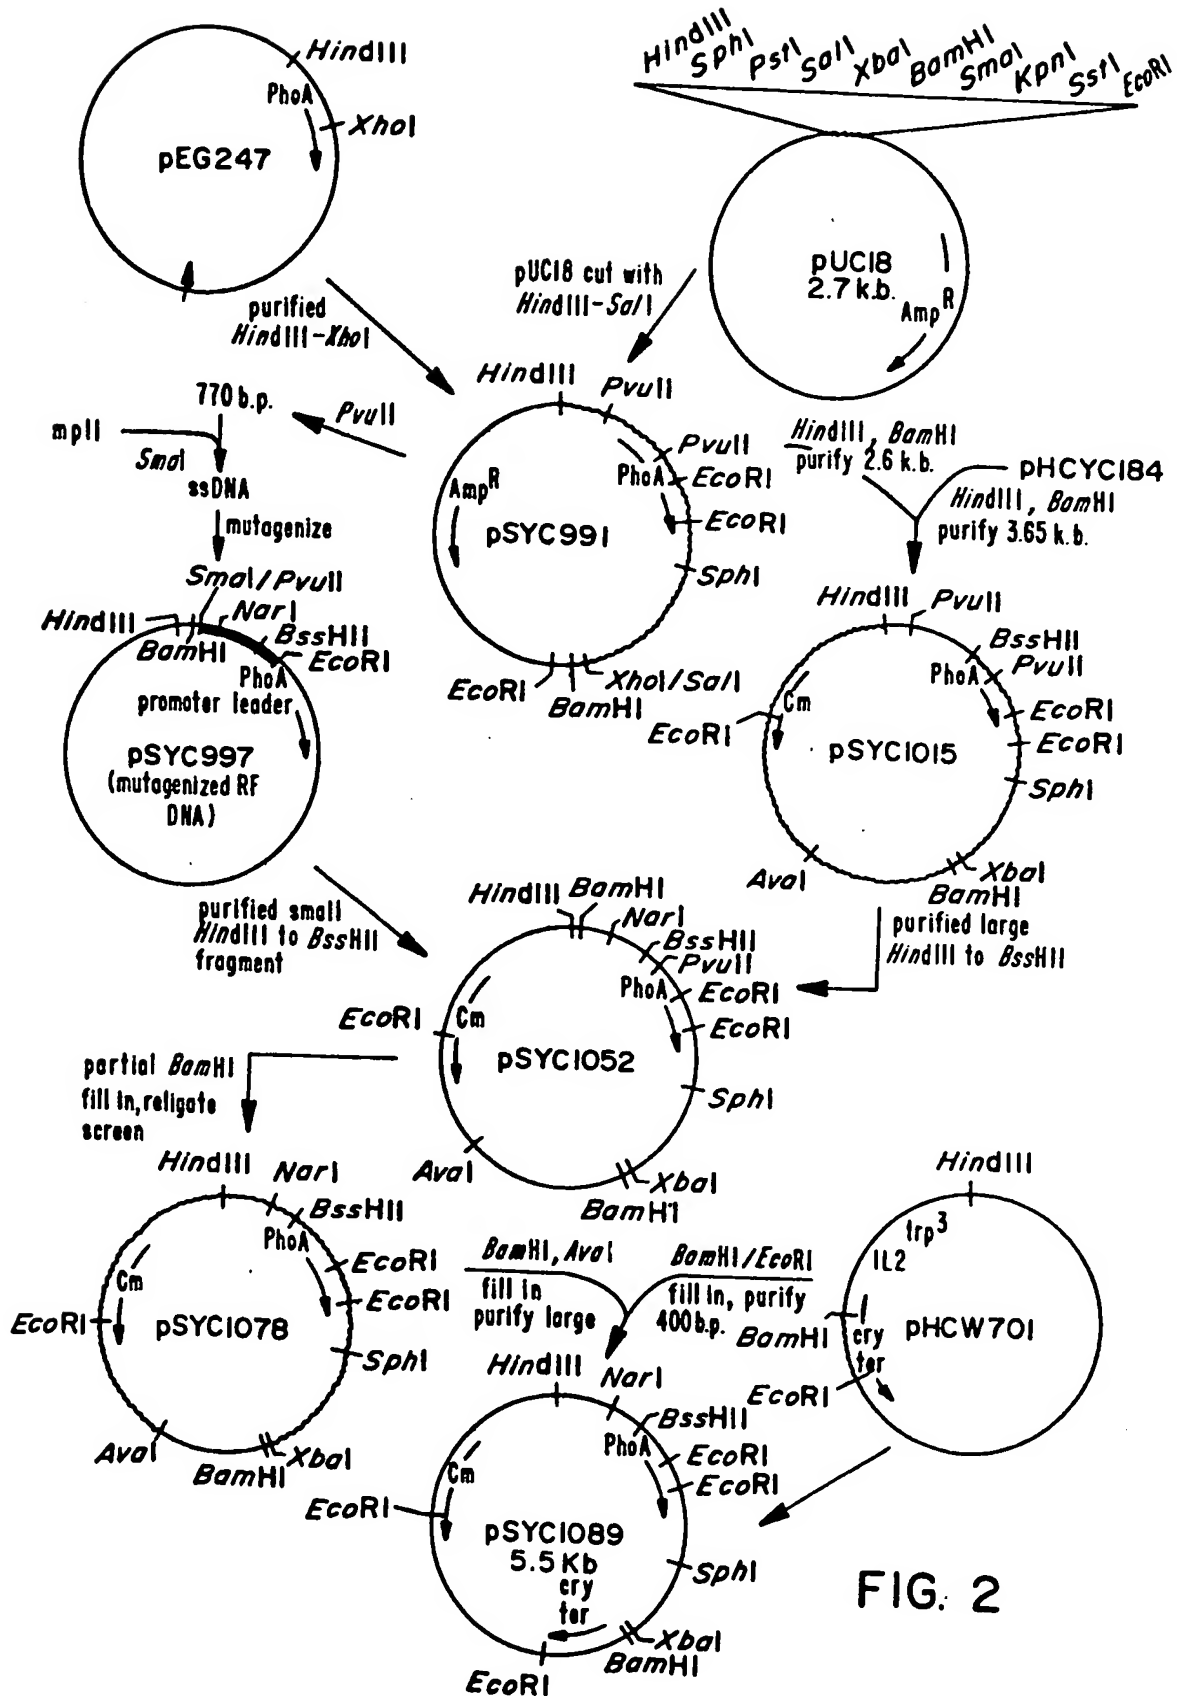 HindIII
SphI
PstI
SalI
XbaI
BamHI
SmaI
KpnI
SstI
EcoRI
HindIII
PhoA
XhoI
pEG247
pUC18
2.7 k.b.
AmpR
purified
HindIII-XhoI
pUC18 cut with
HindIII-SalI
770 b.p.
PvuII
mp11
SmaI
ssDNA
mutagenize
HindIII
PvuII
PvuII
PhoA
EcoRI
EcoRI
AmpR
pSYC991
SphI
EcoRI
BamHI
XhoI/SalI
HindIII, BamHI
purify 2.6 k.b.
pHCYC184
HindIII, BamHI
purify 3.65 k.b.
SmaI/PvuII
HindIII
NarI
BamHI
BssHII
EcoRI
PhoA
promoter leader
pSYC997
(mutagenized RF
DNA)
HindIII
PvuII
BssHII
PhoA
PvuII
Cm
EcoRI
EcoRI
EcoRI
pSYC1015
SphI
AvaI
XbaI
BamHI
purified small
HindIII to BssHII
fragment
purified large
HindIII to BssHII
HindIII
BamHI
NarI
BssHII
PvuII
PhoA
EcoRI
EcoRI
Cm
EcoRI
pSYC1052
SphI
AvaI
XbaI
BamHI
partial BamHI
fill in, religate
screen
HindIII
NarI
BssHII
PhoA
EcoRI
EcoRI
Cm
EcoRI
pSYC1078
SphI
AvaI
BamHI
XbaI
BamHI, AvaI
fill in
purify large
BamHI/EcoRI
fill in, purify
400 b.p.
HindIII
trp3
IL2
BamHI
cry
ter
EcoRI
pHCW701
HindIII
NarI
BssHII
PhoA
EcoRI
EcoRI
Cm
EcoRI
pSYC1089
5.5 Kb
cry
ter
SphI
XbaI
BamHI
EcoRI
FIG. 2